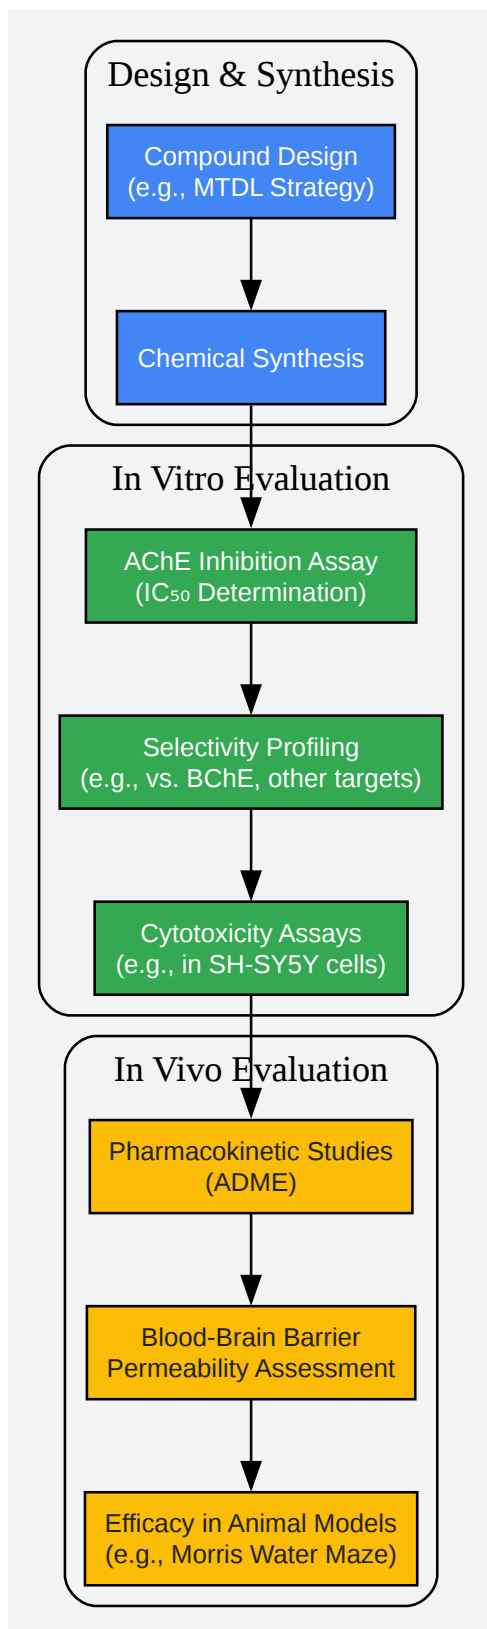 Design & Synthesis
Compound Design
(e.g., MTDL Strategy)
Chemical Synthesis
In Vitro Evaluation
AChE Inhibition Assay
(IC₅₀ Determination)
Selectivity Profiling
(e.g., vs. BChE, other targets)
Cytotoxicity Assays
(e.g., in SH-SY5Y cells)
In Vivo Evaluation
Pharmacokinetic Studies
(ADME)
Blood-Brain Barrier
Permeability Assessment
Efficacy in Animal Models
(e.g., Morris Water Maze)